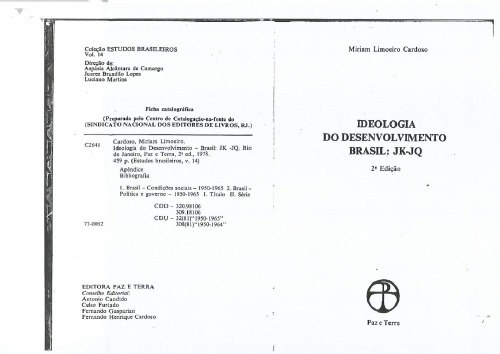 Coleção ESTUDOS BRASILEIROS
Vol. 14
Direção de:
Aspásia Alcântara de Camargo
Juarez Brandão Lopes
Luciano Martins
Ficha catalográfica
(Preparada pelo Centro de Catalogação-na-fonte do
(SINDICATO NACIONAL DOS EDITORES DE LIVROS, RJ.)
Cardoso, Miriam Limoeiro.
C2641 Ideologia do Desenvolvimento – Brasil: JK -JQ. Rio
de Janeiro, Paz e Terra, 2ª ed., 1978.
459 p. (Estudos brasileiros, v. 14)
Apêndice
Bibliografia
1. Brasil – Condições sociais – 1950-1965 2. Brasil –
Política e governo – 1950-1965 I. Título II. Série
CDD – 320.98106
309.18106
CDU – 32(81)"1950-1965"
77-0052 308(81)"1950-1964"
EDITORA PAZ E TERRA
Conselho Editorial:
Antonio Candido
Celso Furtado
Fernando Gasparian
Fernando Henrique Cardoso
Miriam Limoeiro Cardoso
IDEOLOGIA
DO DESENVOLVIMENTO
BRASIL: JK-JQ
2ª Edição
Paz e Terra